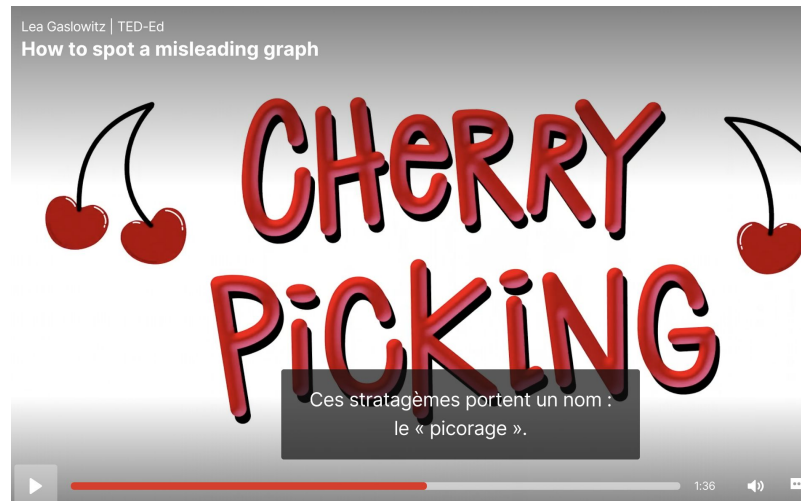 Lea Gaslowitz | TED-Ed
How to spot a misleading graph
CHeRRY
PiCKiNG
Ces stratagèmes portent un nom :
le « picorage ».
1:36